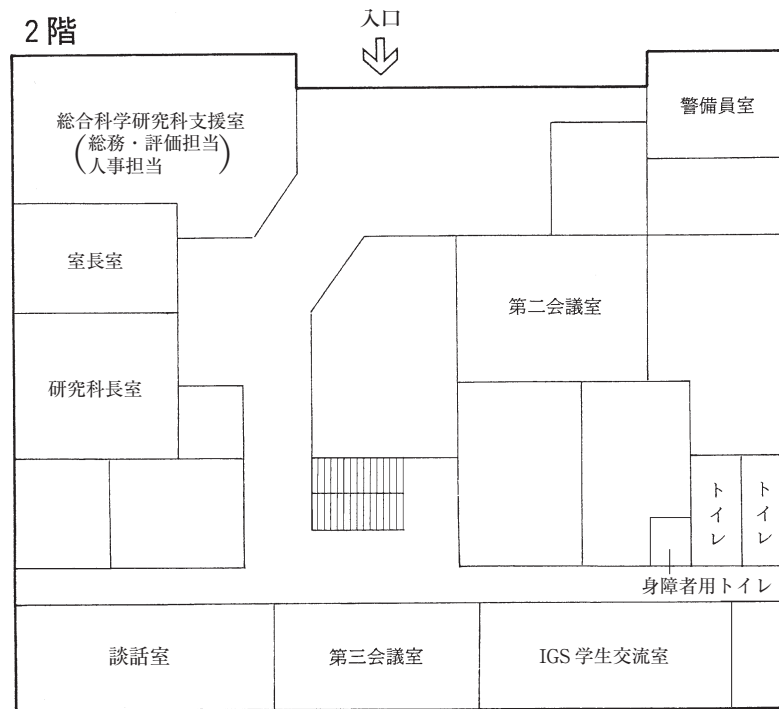 2階
入口
総合科学研究科支援室
(総務・評価担当
人事担当)
警備員室
室長室
第二会議室
研究科長室
トイレ
トイレ
身障者用トイレ
談話室
第三会議室
IGS 学生交流室